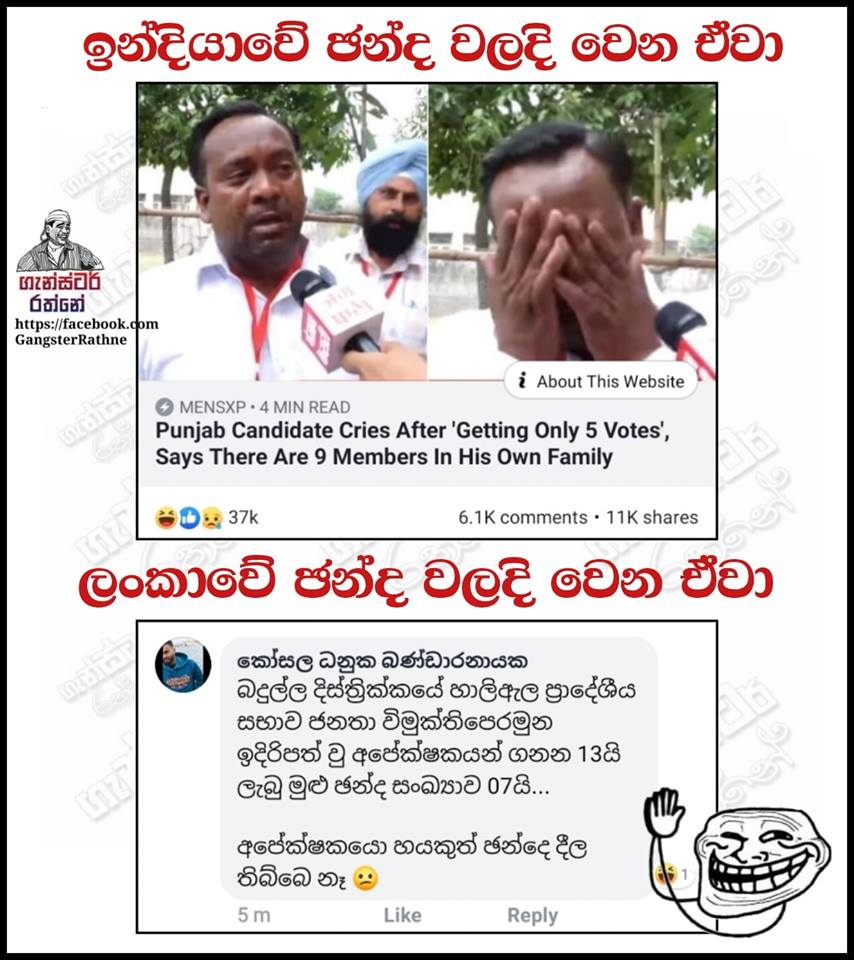 ඉන්දියාවේ ඡන්ද වලදි වෙන ඒවා
ගැන්ස්ටර්
රත්නේ
https://facebook.com
GangsterRathne
i About This Website
MENSXP • 4 MIN READ
Punjab Candidate Cries After 'Getting Only 5 Votes',
Says There Are 9 Members In His Own Family
37k
6.1K comments • 11K shares
ලංකාවේ ඡන්ද වලදි වෙන ඒවා
කෝසල ධනුක බණ්ඩාරනායක
බදුල්ල දිස්ත්‍රික්කයේ හාලිඇල ප්‍රාදේශීය
සභාව ජනතා විමුක්තිපෙරමුන
ඉදිරිපත් වු අපේක්ෂකයන් ගනන 13යි
ලැබු මුළු ඡන්ද සංඛ්‍යාව 07යි...
අපේක්ෂකයො හයකුත් ඡන්දෙ දීල
තිබ්බෙ නෑ 😕
1
5 m Like Reply